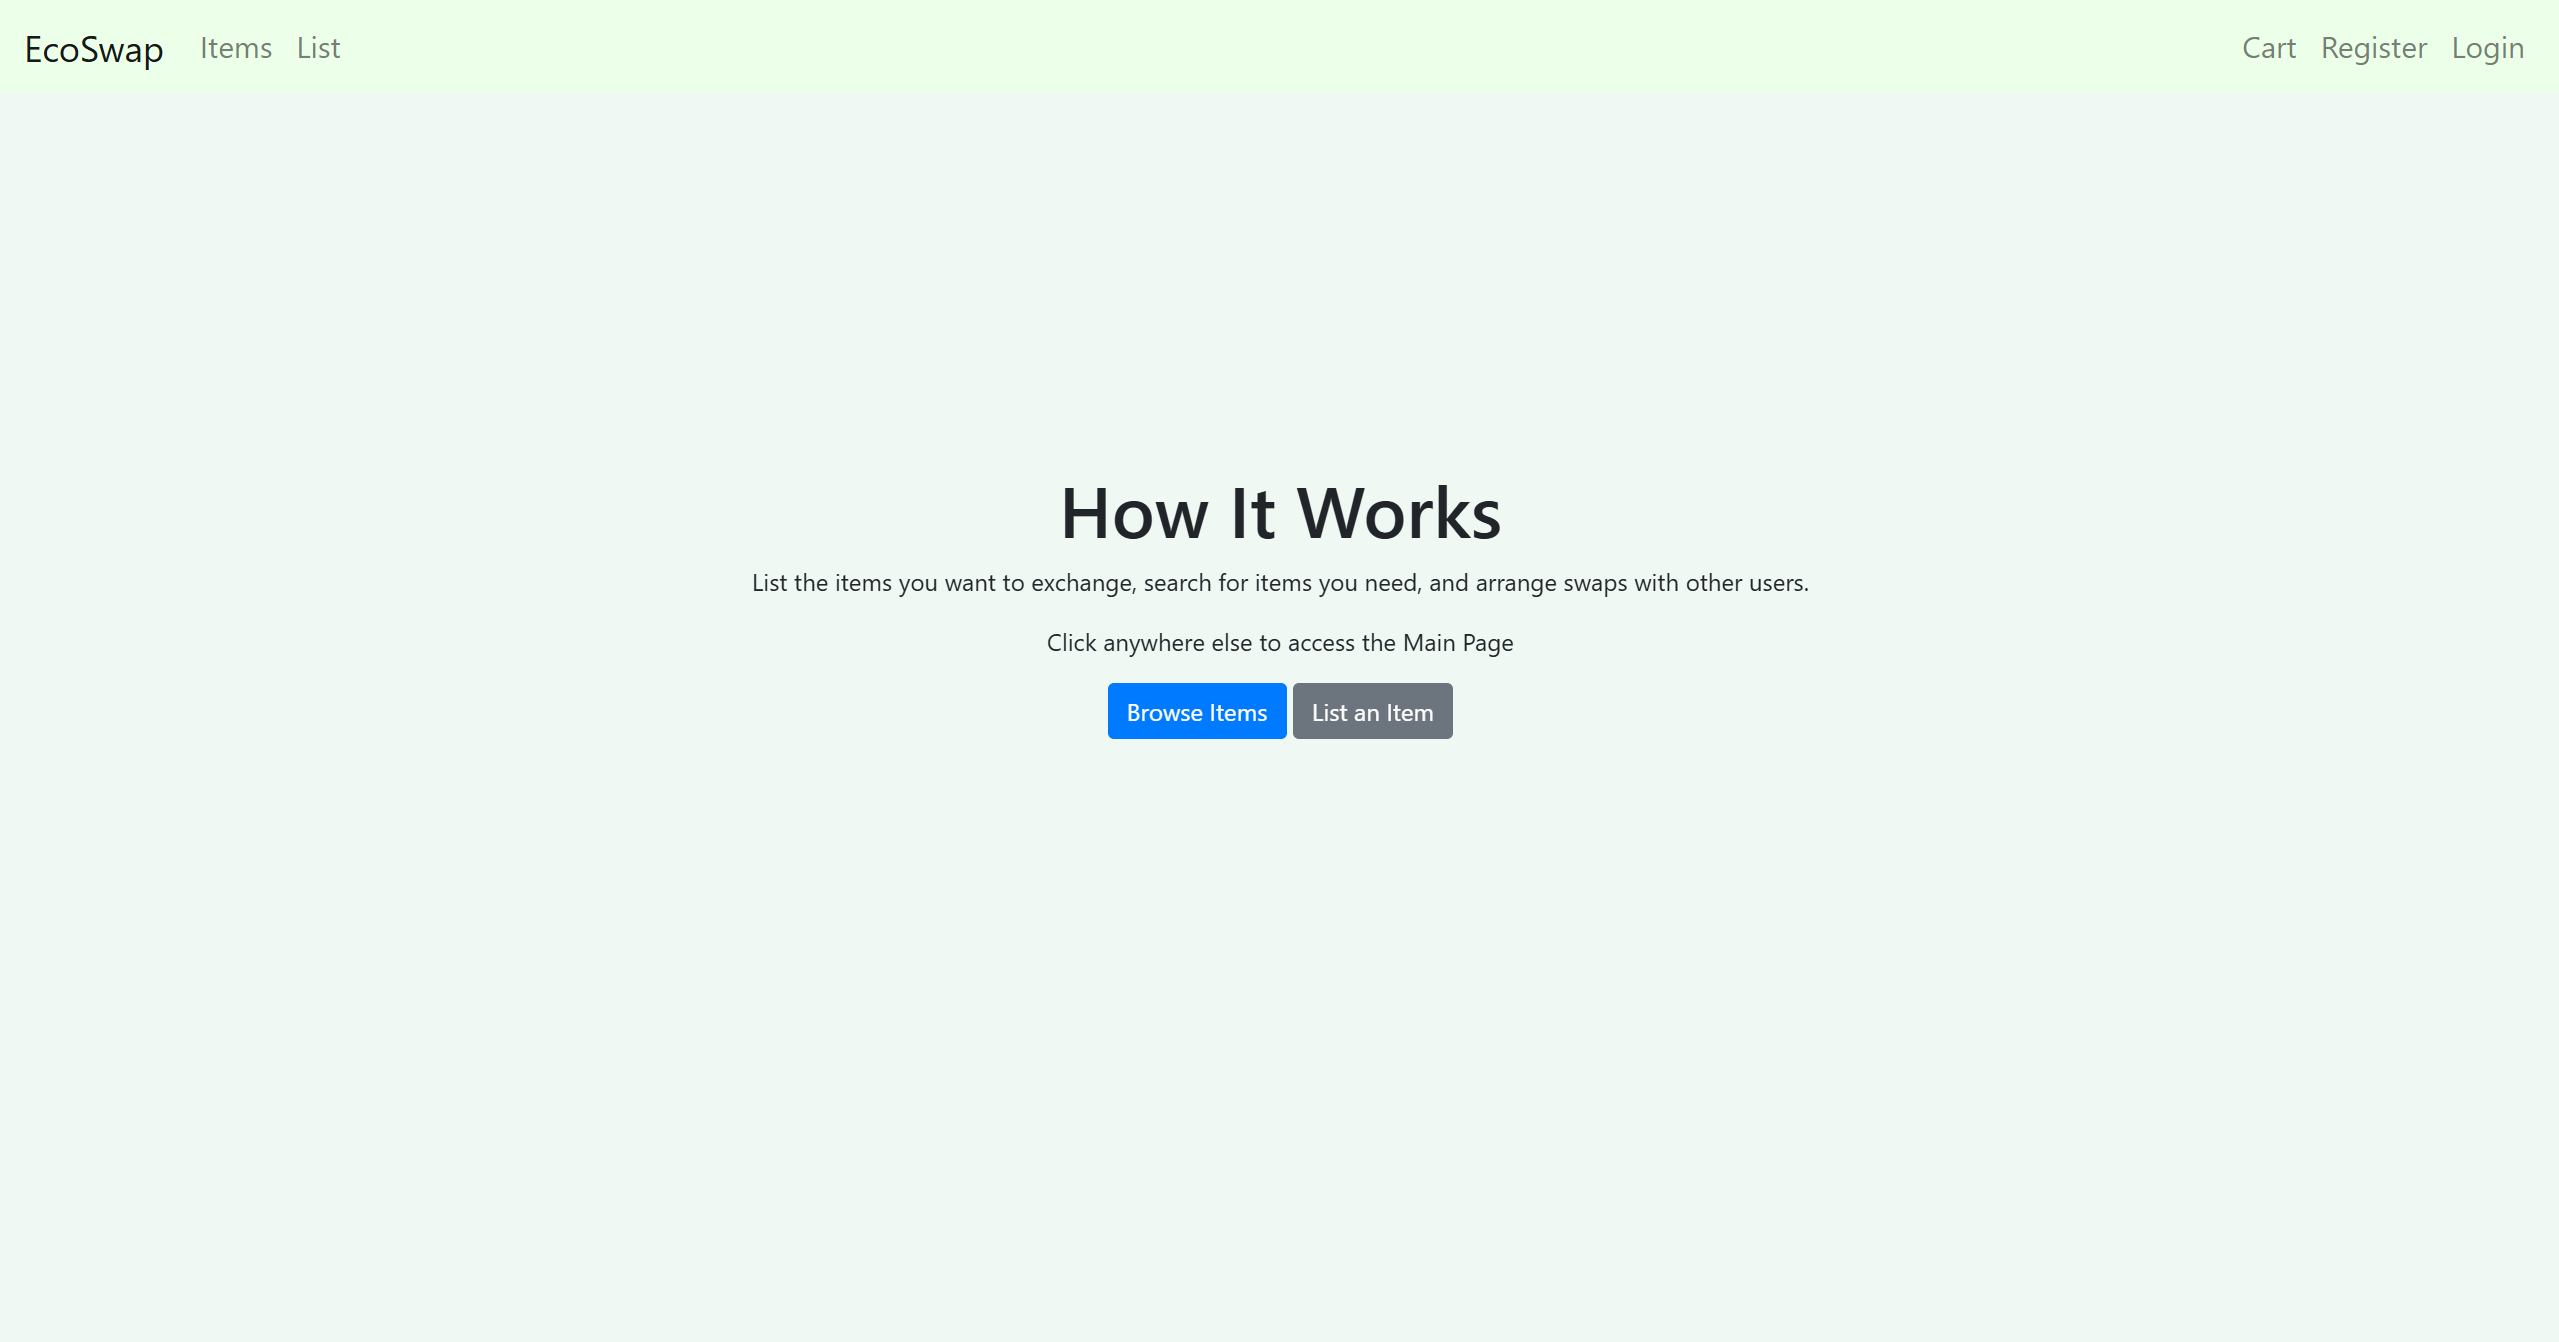 EcoSwap Items List Cart Register Login
How It Works
List the items you want to exchange, search for items you need, and arrange swaps with other users.
Click anywhere else to access the Main Page
Browse Items List an Item